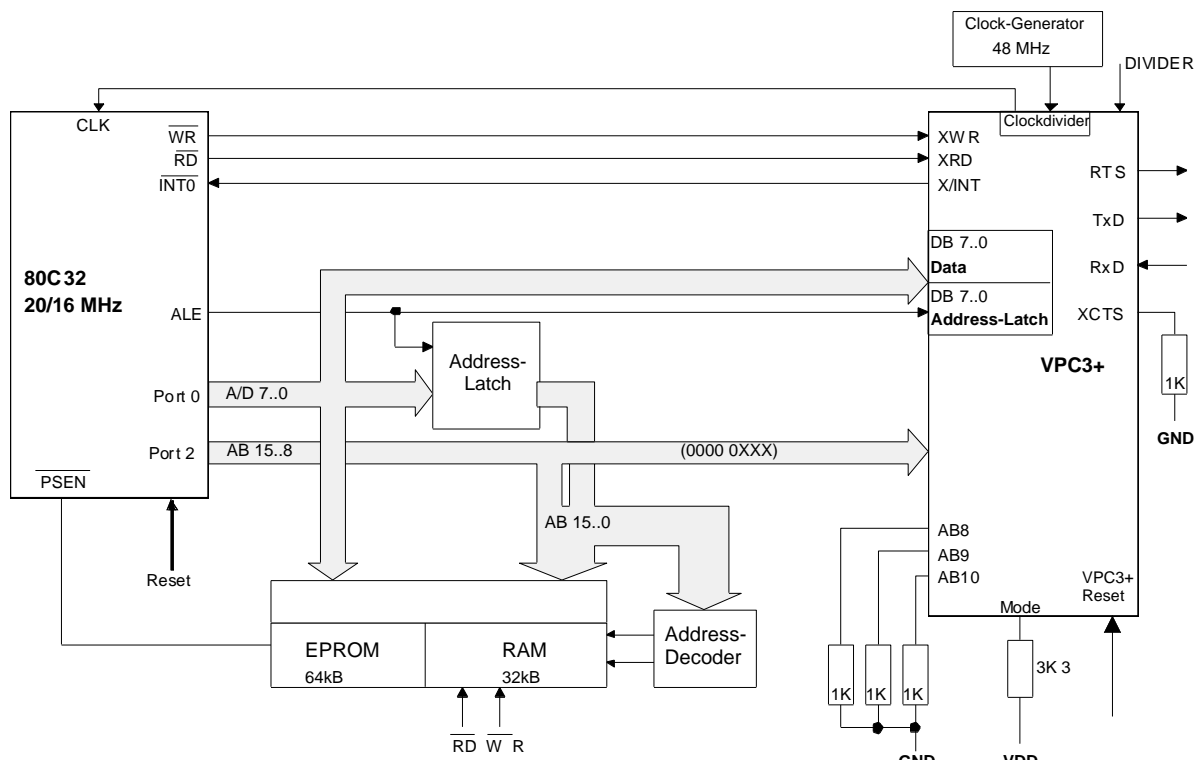 Clock-Generator
48 MHz
DIVIDER
CLK
Clockdivider
WR
XWR
RD
XRD
INT0
X/INT
RTS
TxD
DB 7..0
Data
RxD
80C32
20/16 MHz
DB 7..0
Address-Latch
ALE
XCTS
Address-
Latch
VPC3+
1K
Port 0
A/D 7..0
GND
Port 2
AB 15..8
(0000 0XXX)
PSEN
AB 15..0
AB8
AB9
AB10
Reset
VPC3+
Reset
Mode
EPROM
64kB
RAM
32kB
Address-
Decoder
1K
1K
1K
3K3
RD
WR
GND
VDD